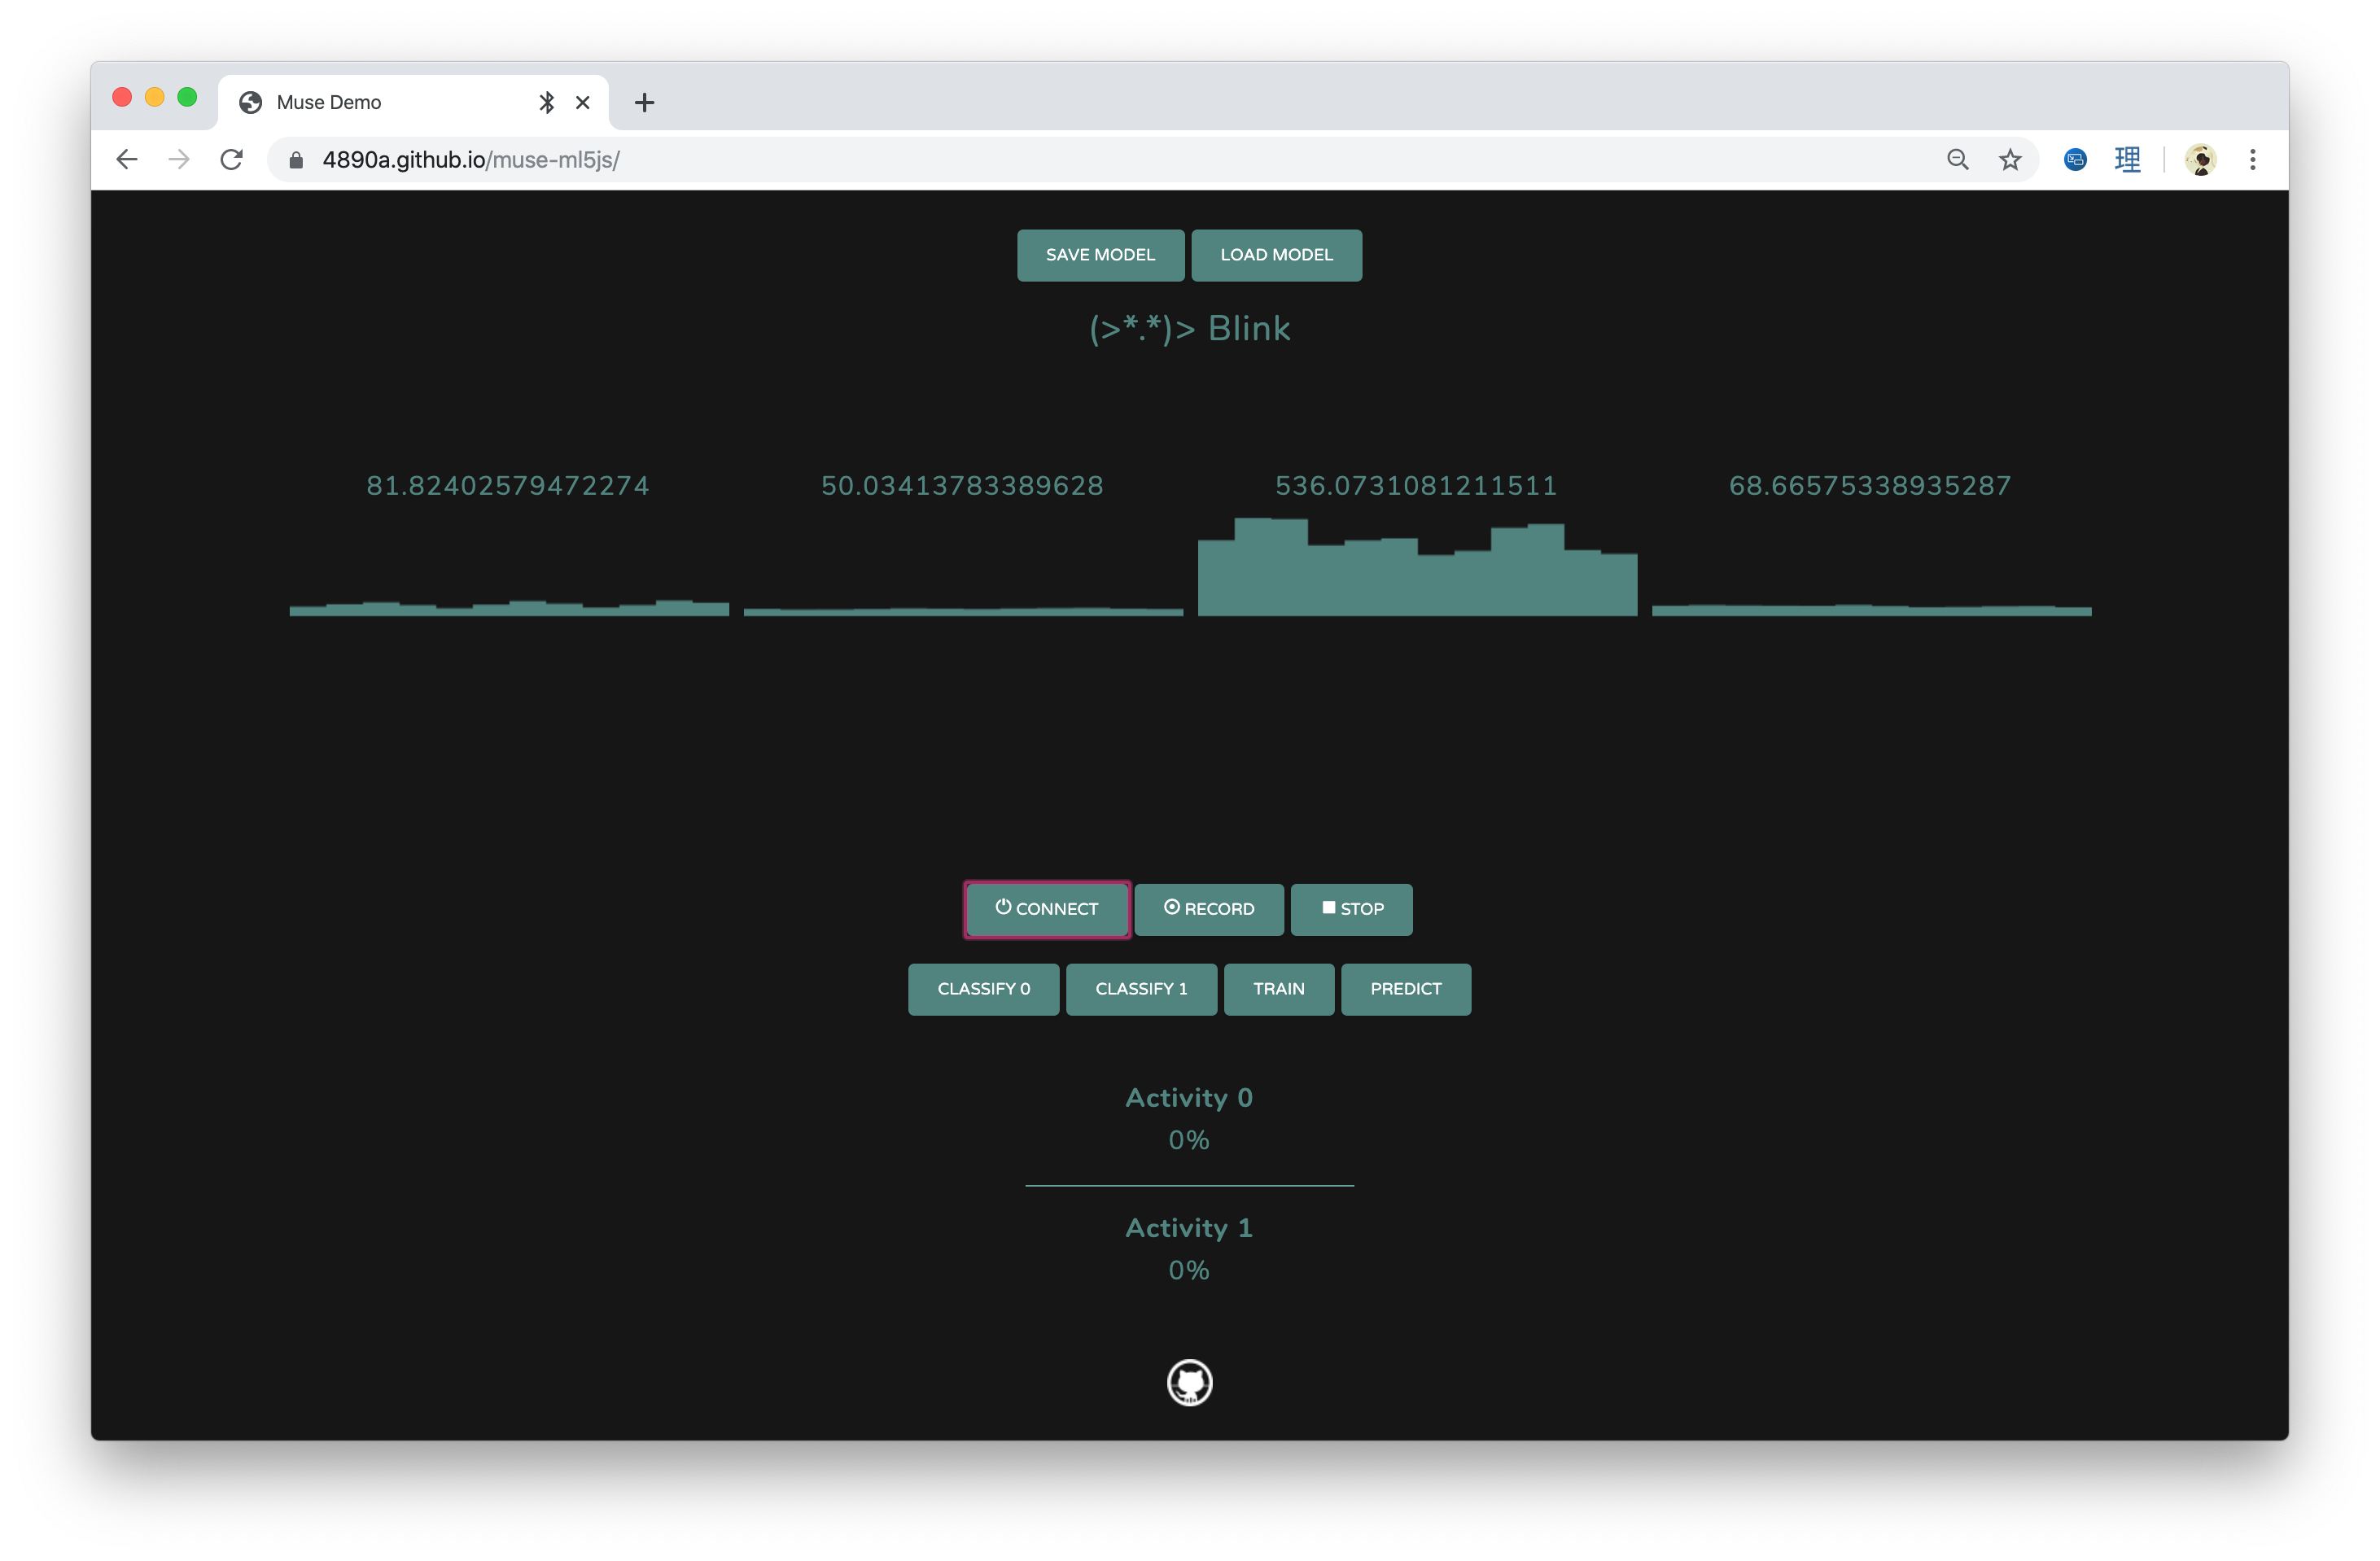 Muse Demo
4890a.github.io/muse-ml5js/
理
SAVE MODEL LOAD MODEL
(>*.*)> Blink
81.82402579472274 50.03413783389628 536.0731081211511 68.66575338935287
CONNECT RECORD STOP
CLASSIFY 0 CLASSIFY 1 TRAIN PREDICT
Activity 0
0%
Activity 1
0%